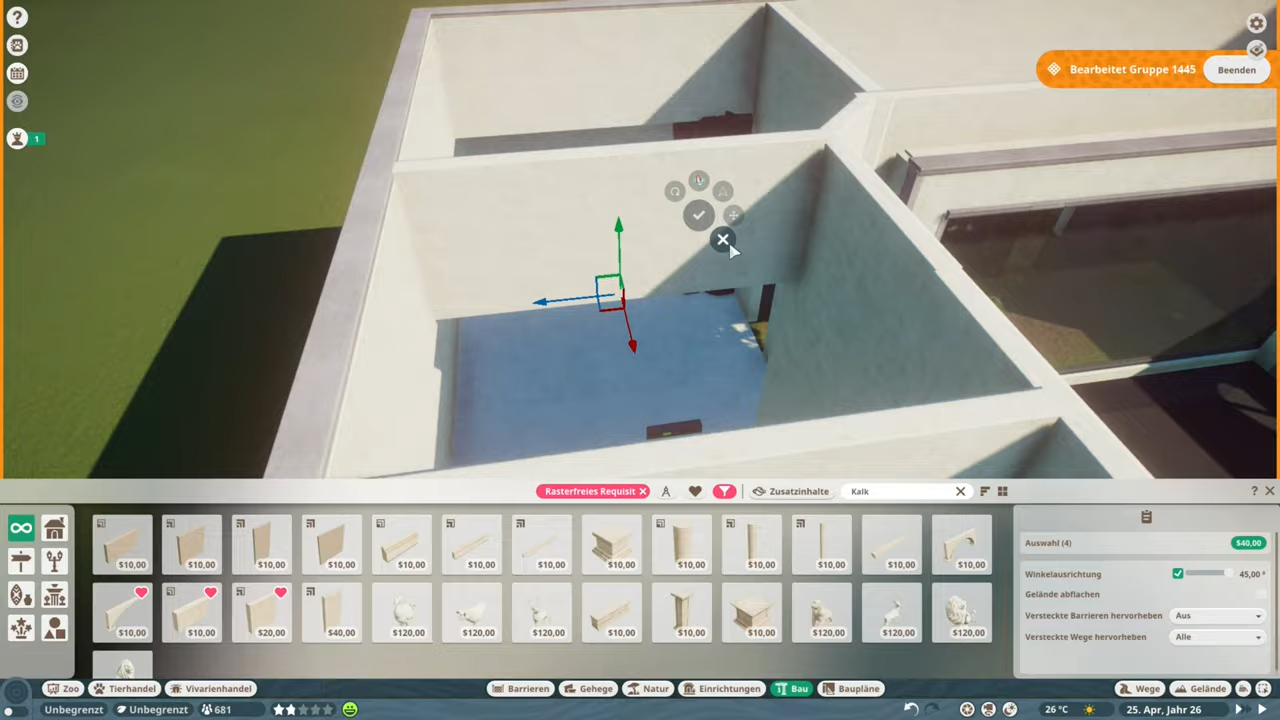 ?
Bearbeitet Gruppe 1445
Beenden
1
Rasterfreies Requisit ×
Zusatzinhalte
Kalk
?
$10,00 $10,00 $10,00 $10,00 $10,00 $10,00 $10,00 $10,00 $10,00 $10,00 $10,00 $10,00 $10,00
$10,00 $10,00 $20,00 $40,00 $120,00 $120,00 $120,00 $10,00 $10,00 $10,00 $120,00 $120,00 $120,00
Auswahl (4) $40,00
Winkelausrichtung 45,00 °
Gelände abflachen
Versteckte Barrieren hervorheben Aus
Versteckte Wege hervorheben Alle
Zoo Tierhandel Vivarienhandel Barrieren Gehege Natur Einrichtungen Bau Baupläne Wege Gelände
Unbegrenzt Unbegrenzt 681 26 °C 25. Apr, Jahr 26